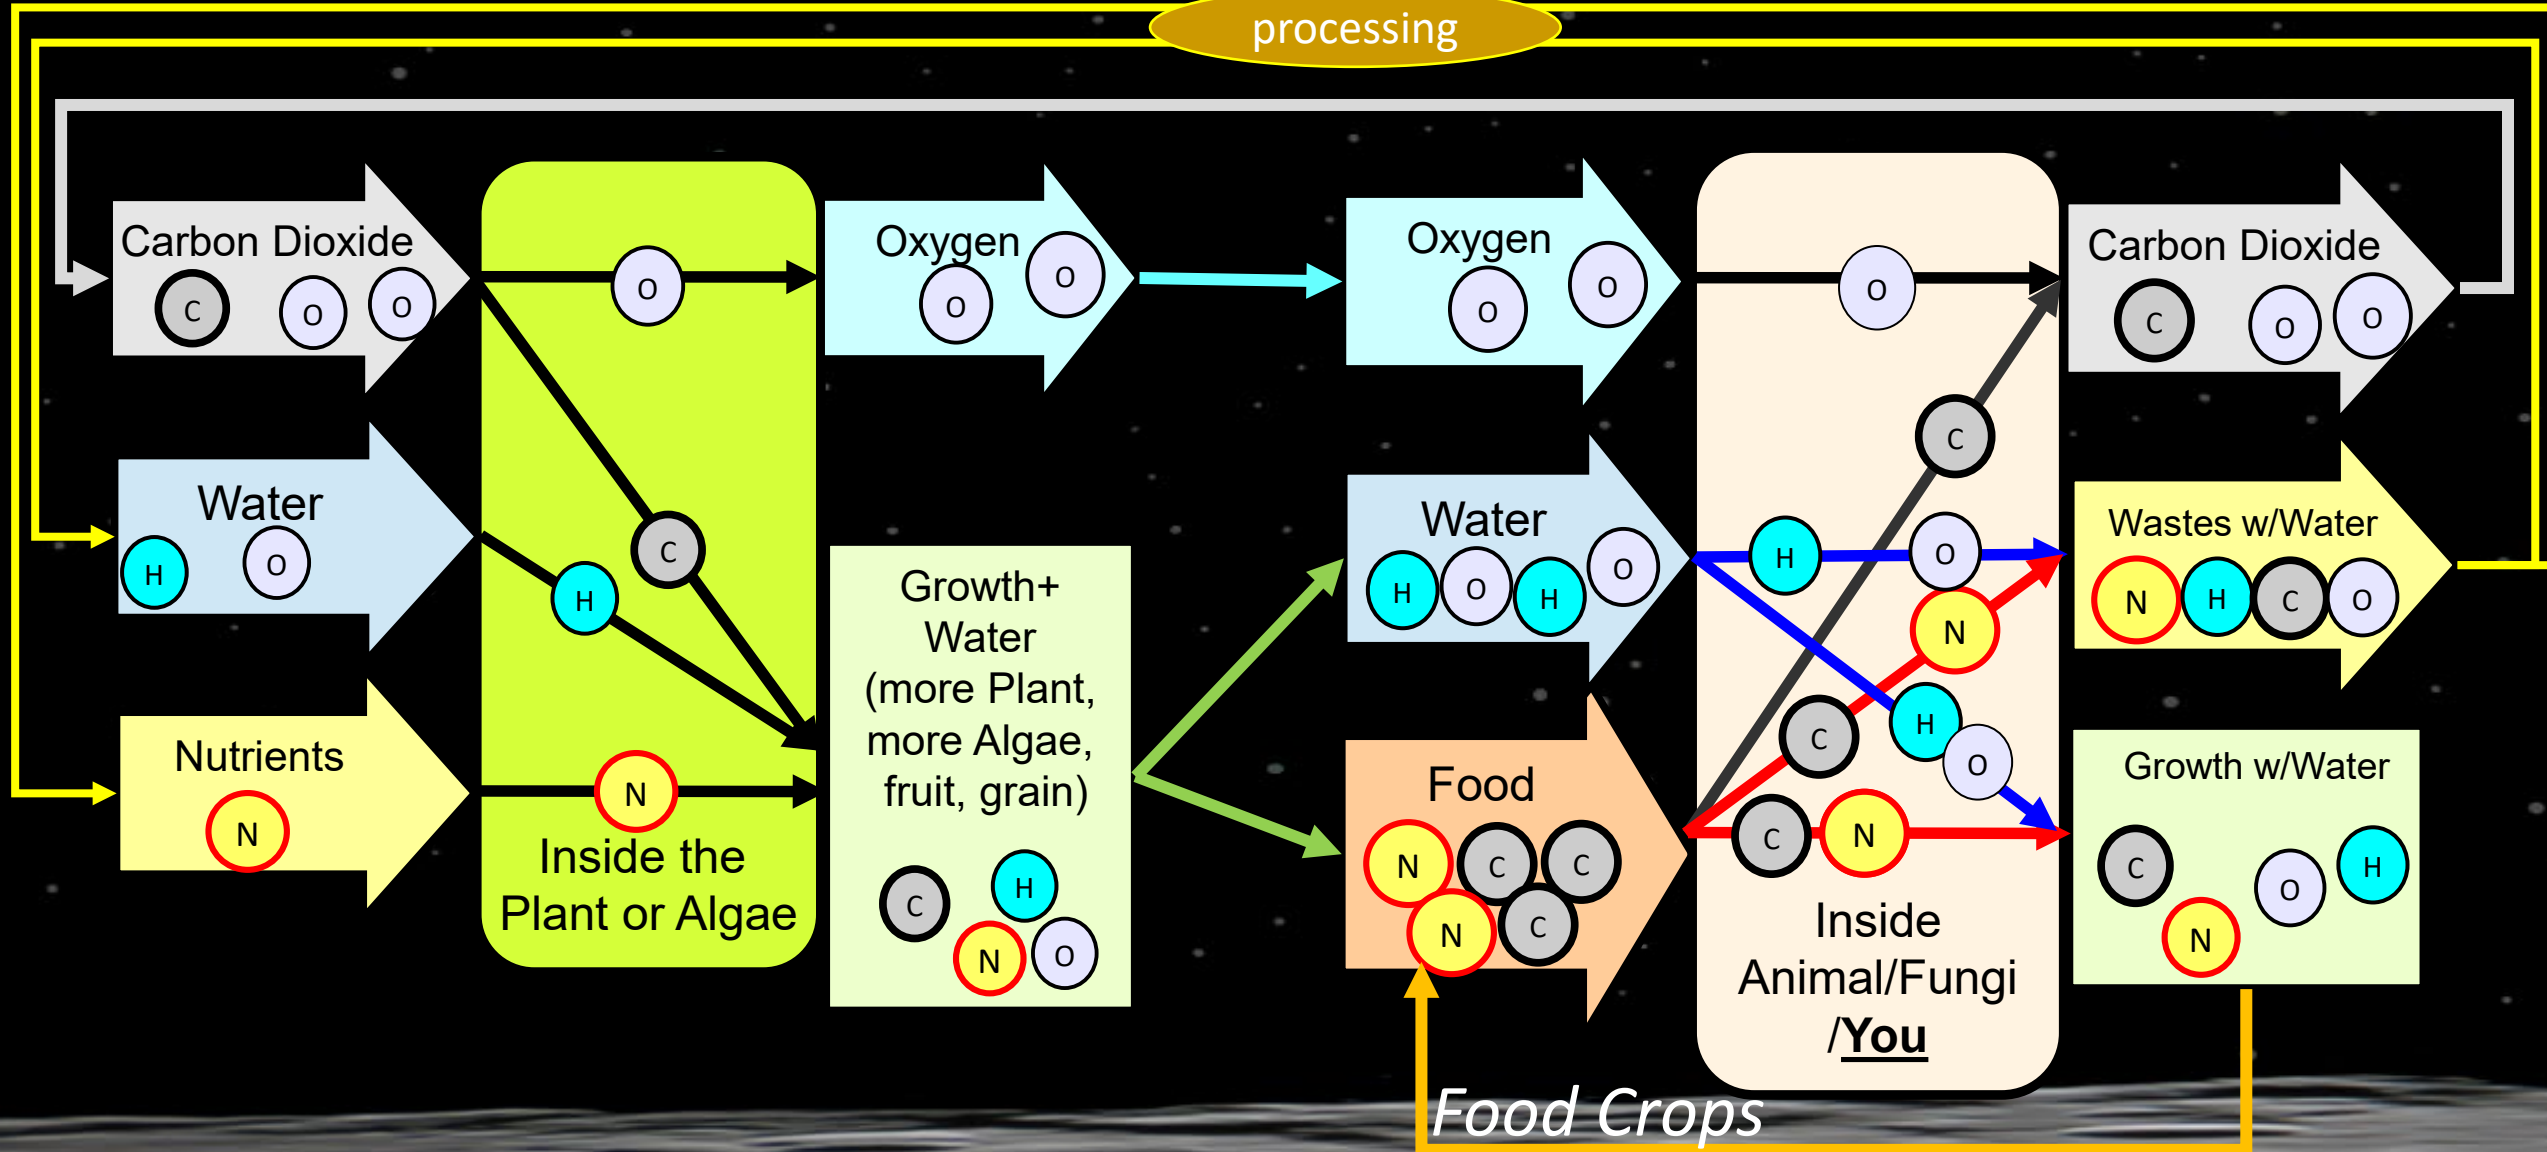 processing
Carbon Dioxide
C O O
Water
H O
Nutrients
N
O
C
H
N
Inside the
Plant or Algae
Oxygen
O O
Growth+
Water
(more Plant,
more Algae,
fruit, grain)
C H
N O
Oxygen
O O
Water
H O H O
Food
N C C
N C
O
C
H O
N
C H
O
C N
Inside
Animal/Fungi
/You
Carbon Dioxide
C O O
Wastes w/Water
N H C O
Growth w/Water
C O H
N
Food Crops